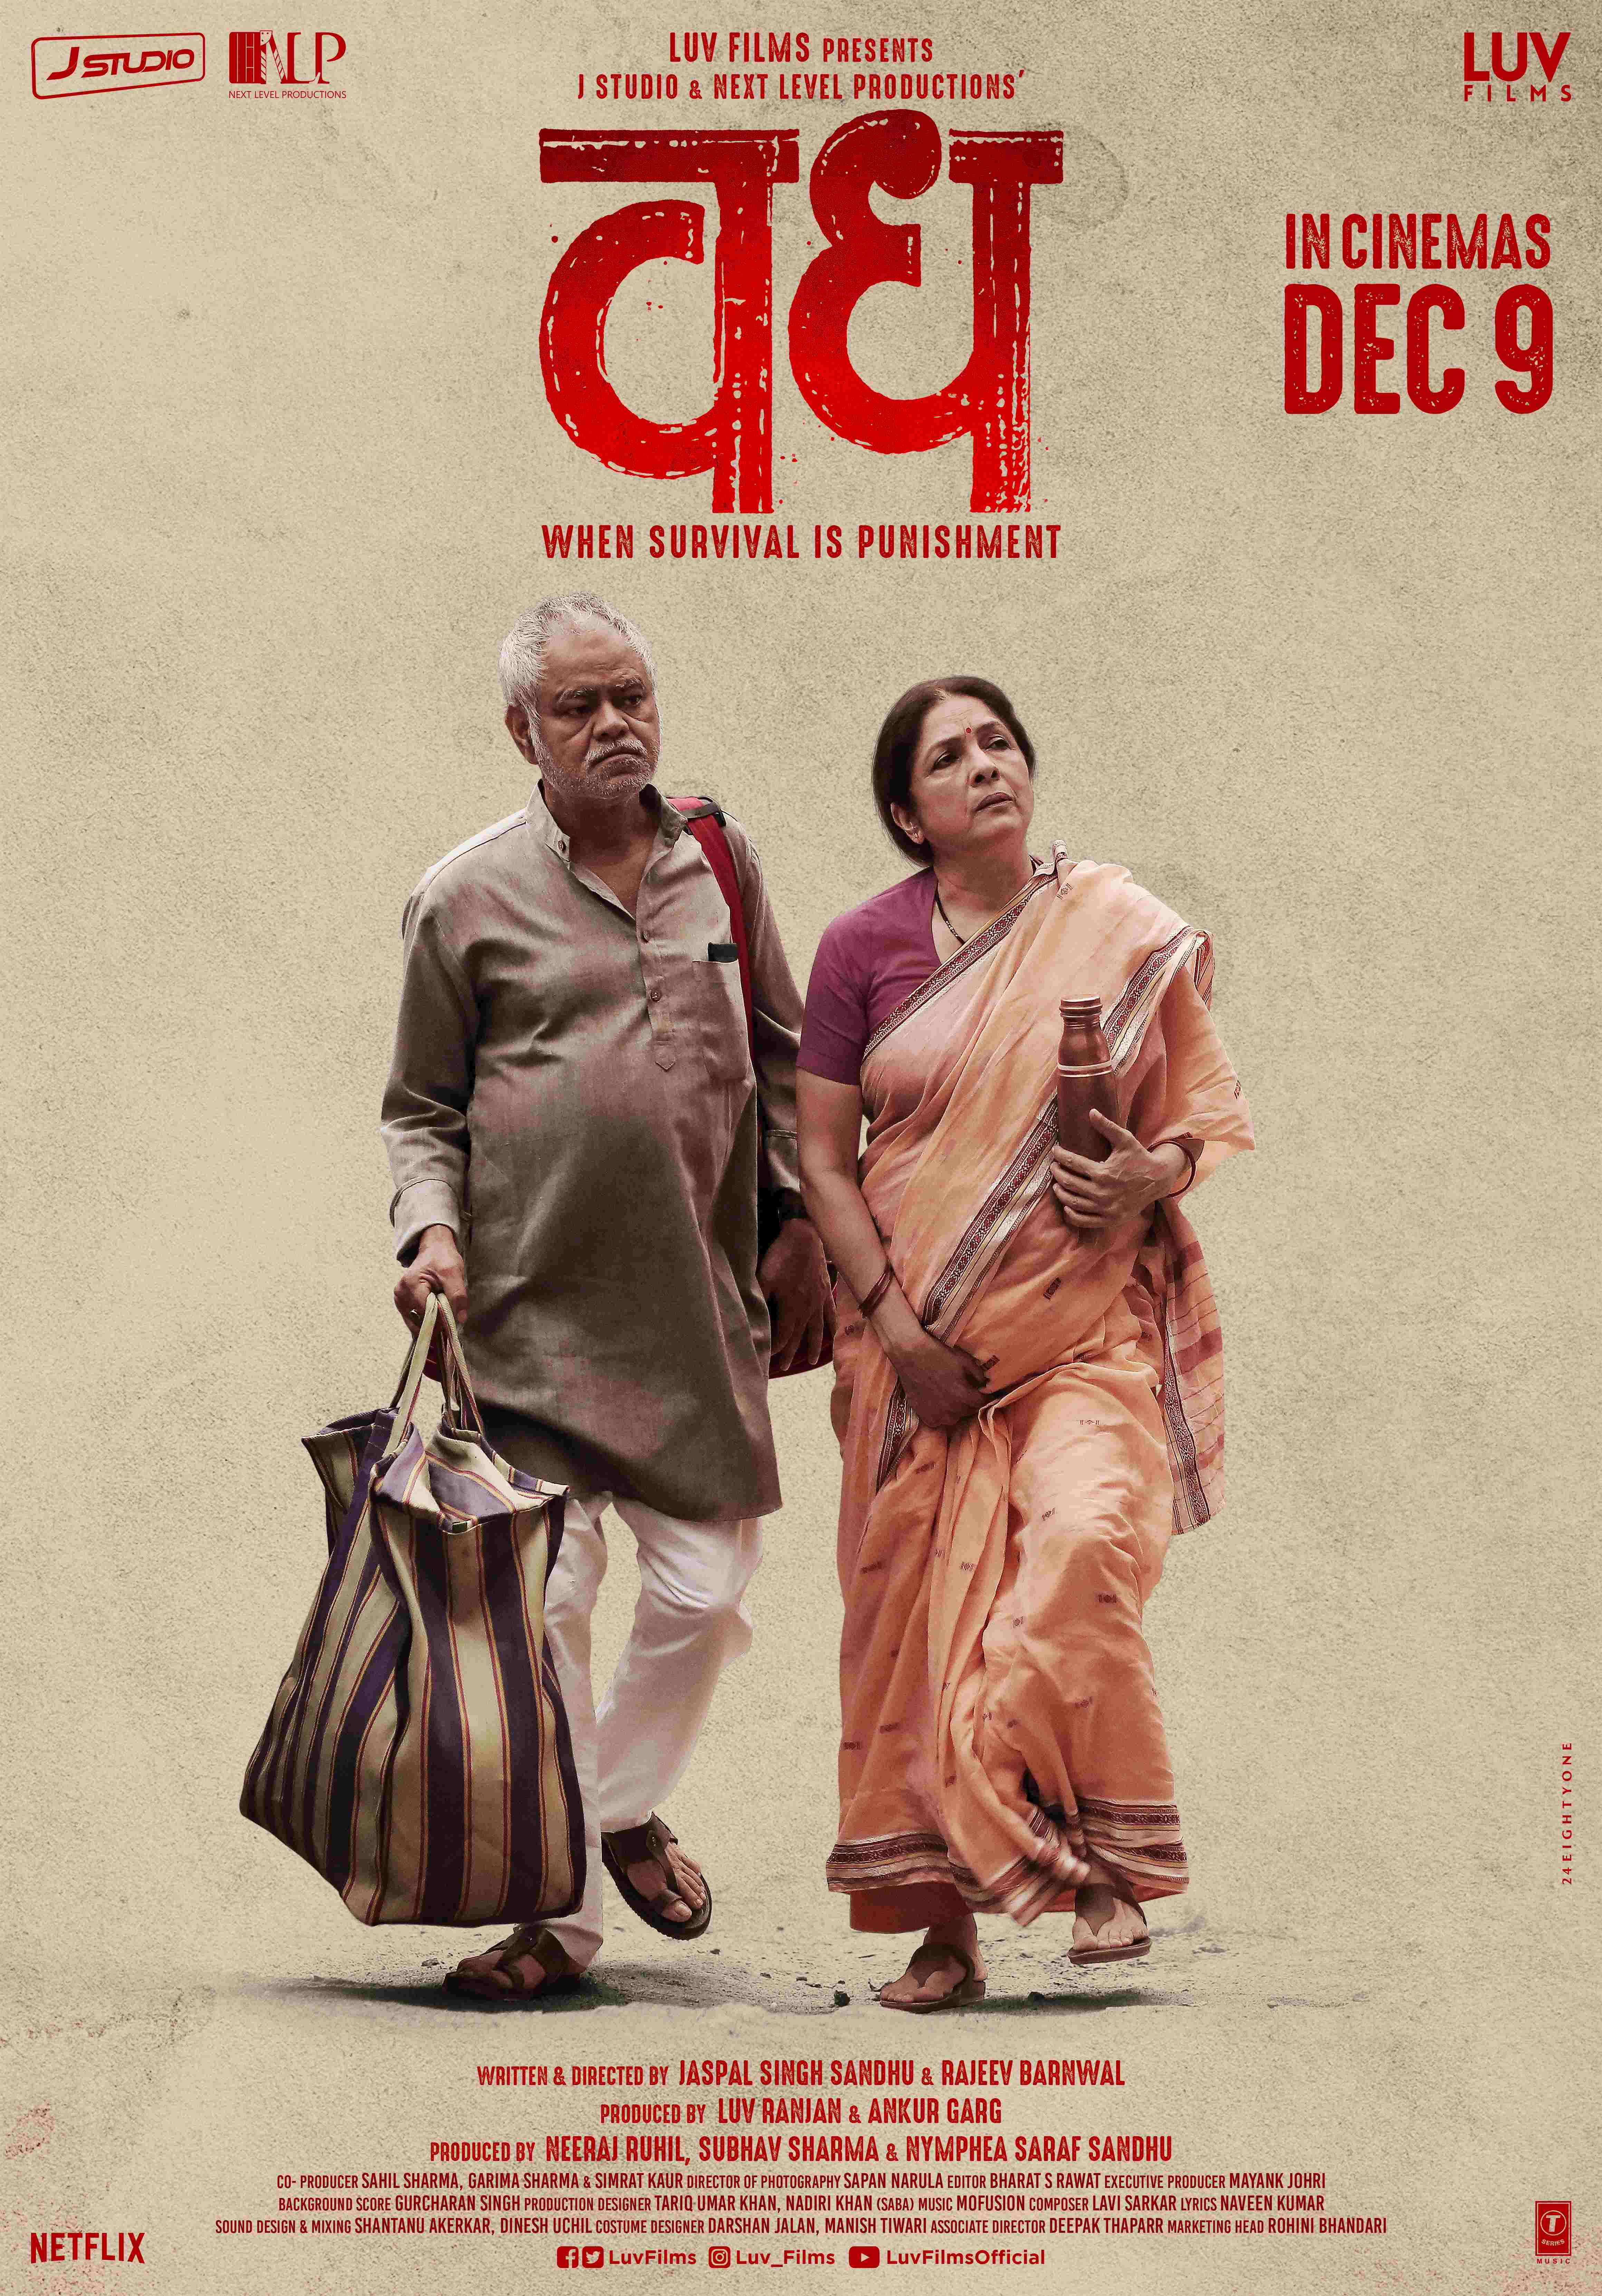 J STUDIO
NLP
NEXT LEVEL PRODUCTIONS
LUV FILMS PRESENTS
J STUDIO & NEXT LEVEL PRODUCTIONS'
LUV
FILMS
वध
IN CINEMAS
DEC 9
WHEN SURVIVAL IS PUNISHMENT
24EIGHTYONE
WRITTEN & DIRECTED BY JASPAL SINGH SANDHU & RAJEEV BARNWAL
PRODUCED BY LUV RANJAN & ANKUR GARG
PRODUCED BY NEERAJ RUHIL, SUBHAV SHARMA & NYMPHEA SARAF SANDHU
CO- PRODUCER SAHIL SHARMA, GARIMA SHARMA & SIMRAT KAUR DIRECTOR OF PHOTOGRAPHY SAPAN NARULA EDITOR BHARAT S RAWAT EXECUTIVE PRODUCER MAYANK JOHRI
BACKGROUND SCORE GURCHARAN SINGH PRODUCTION DESIGNER TARIQ UMAR KHAN, NADIRI KHAN (SABA) MUSIC MOFUSION COMPOSER LAVI SARKAR LYRICS NAVEEN KUMAR
SOUND DESIGN & MIXING SHANTANU AKERKAR, DINESH UCHIL COSTUME DESIGNER DARSHAN JALAN, MANISH TIWARI ASSOCIATE DIRECTOR DEEPAK THAPARR MARKETING HEAD ROHINI BHANDARI
NETFLIX
LuvFilms Luv_Films LuvFilmsOfficial
T
SERIES
MUSIC